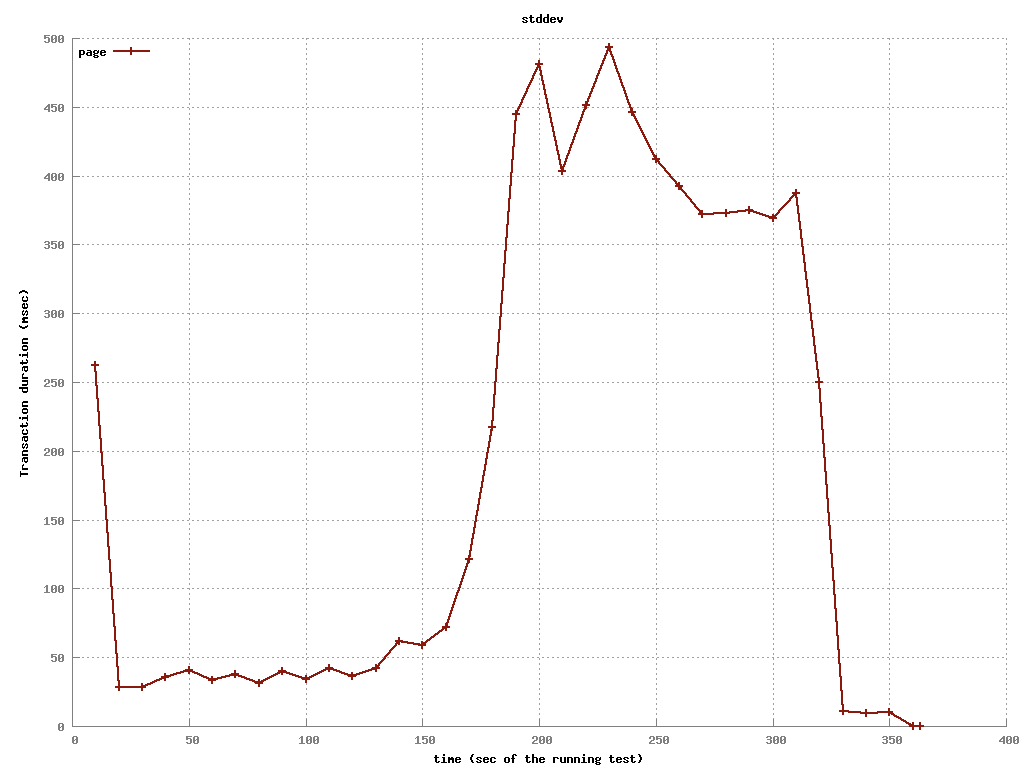 stddev
page
500
450
400
350
300
250
200
150
100
50
0
Transaction duration (msec)
0 50 100 150 200 250 300 350 400
time (sec of the running test)